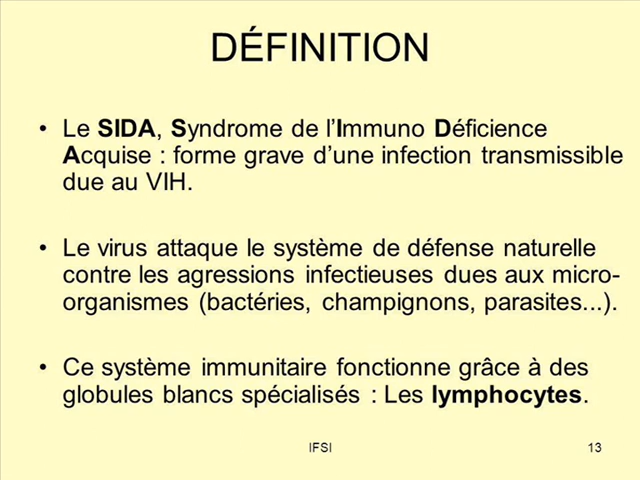 DÉFINITION
• Le SIDA, Syndrome de l'Immuno Déficience
Acquise : forme grave d'une infection transmissible
due au VIH.
• Le virus attaque le système de défense naturelle
contre les agressions infectieuses dues aux micro-
organismes (bactéries, champignons, parasites...).
• Ce système immunitaire fonctionne grâce à des
globules blancs spécialisés : Les lymphocytes.
IFSI
13